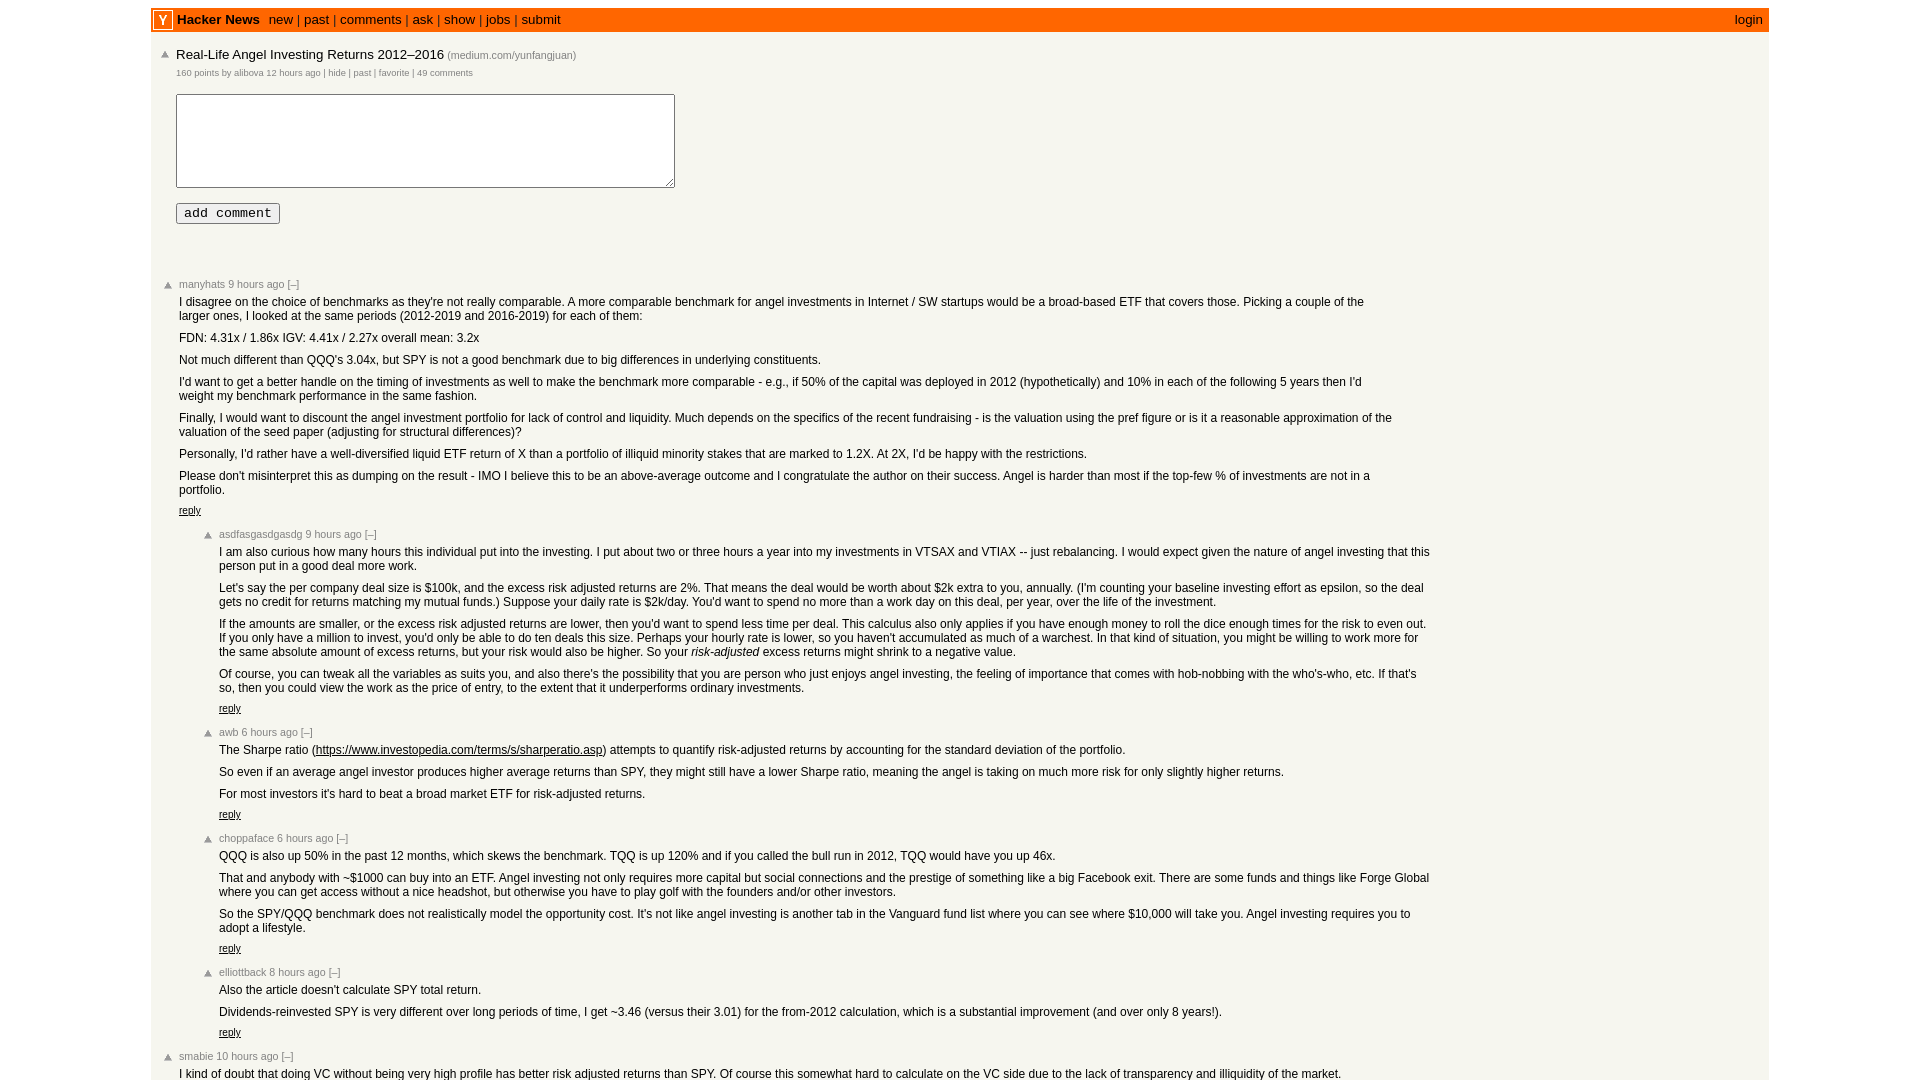 Y Hacker News new | past | comments | ask | show | jobs | submit login
Real-Life Angel Investing Returns 2012–2016 (medium.com/yunfangjuan)
160 points by alibova 12 hours ago | hide | past | favorite | 49 comments
add comment
manyhats 9 hours ago [–]
I disagree on the choice of benchmarks as they're not really comparable. A more comparable benchmark for angel investments in Internet / SW startups would be a broad-based ETF that covers those. Picking a couple of the
larger ones, I looked at the same periods (2012-2019 and 2016-2019) for each of them:
FDN: 4.31x / 1.86x IGV: 4.41x / 2.27x overall mean: 3.2x
Not much different than QQQ's 3.04x, but SPY is not a good benchmark due to big differences in underlying constituents.
I'd want to get a better handle on the timing of investments as well to make the benchmark more comparable - e.g., if 50% of the capital was deployed in 2012 (hypothetically) and 10% in each of the following 5 years then I'd
weight my benchmark performance in the same fashion.
Finally, I would want to discount the angel investment portfolio for lack of control and liquidity. Much depends on the specifics of the recent fundraising - is the valuation using the pref figure or is it a reasonable approximation of the
valuation of the seed paper (adjusting for structural differences)?
Personally, I'd rather have a well-diversified liquid ETF return of X than a portfolio of illiquid minority stakes that are marked to 1.2X. At 2X, I'd be happy with the restrictions.
Please don't misinterpret this as dumping on the result - IMO I believe this to be an above-average outcome and I congratulate the author on their success. Angel is harder than most if the top-few % of investments are not in a
portfolio.
reply
asdfasgasdgasdg 9 hours ago [–]
I am also curious how many hours this individual put into the investing. I put about two or three hours a year into my investments in VTSAX and VTIAX -- just rebalancing. I would expect given the nature of angel investing that this
person put in a good deal more work.
Let's say the per company deal size is $100k, and the excess risk adjusted returns are 2%. That means the deal would be worth about $2k extra to you, annually. (I'm counting your baseline investing effort as epsilon, so the deal
gets no credit for returns matching my mutual funds.) Suppose your daily rate is $2k/day. You'd want to spend no more than a work day on this deal, per year, over the life of the investment.
If the amounts are smaller, or the excess risk adjusted returns are lower, then you'd want to spend less time per deal. This calculus also only applies if you have enough money to roll the dice enough times for the risk to even out.
If you only have a million to invest, you'd only be able to do ten deals this size. Perhaps your hourly rate is lower, so you haven't accumulated as much of a warchest. In that kind of situation, you might be willing to work more for
the same absolute amount of excess returns, but your risk would also be higher. So your risk-adjusted excess returns might shrink to a negative value.
Of course, you can tweak all the variables as suits you, and also there's the possibility that you are person who just enjoys angel investing, the feeling of importance that comes with hob-nobbing with the who's-who, etc. If that's
so, then you could view the work as the price of entry, to the extent that it underperforms ordinary investments.
reply
awb 6 hours ago [–]
The Sharpe ratio (https://www.investopedia.com/terms/s/sharperatio.asp) attempts to quantify risk-adjusted returns by accounting for the standard deviation of the portfolio.
So even if an average angel investor produces higher average returns than SPY, they might still have a lower Sharpe ratio, meaning the angel is taking on much more risk for only slightly higher returns.
For most investors it's hard to beat a broad market ETF for risk-adjusted returns.
reply
choppaface 6 hours ago [–]
QQQ is also up 50% in the past 12 months, which skews the benchmark. TQQ is up 120% and if you called the bull run in 2012, TQQ would have you up 46x.
That and anybody with ~$1000 can buy into an ETF. Angel investing not only requires more capital but social connections and the prestige of something like a big Facebook exit. There are some funds and things like Forge Global
where you can get access without a nice headshot, but otherwise you have to play golf with the founders and/or other investors.
So the SPY/QQQ benchmark does not realistically model the opportunity cost. It's not like angel investing is another tab in the Vanguard fund list where you can see where $10,000 will take you. Angel investing requires you to
adopt a lifestyle.
reply
elliottback 8 hours ago [–]
Also the article doesn't calculate SPY total return.
Dividends-reinvested SPY is very different over long periods of time, I get ~3.46 (versus their 3.01) for the from-2012 calculation, which is a substantial improvement (and over only 8 years!).
reply
smabie 10 hours ago [–]
I kind of doubt that doing VC without being very high profile has better risk adjusted returns than SPY. Of course this somewhat hard to calculate on the VC side due to the lack of transparency and illiquidity of the market.